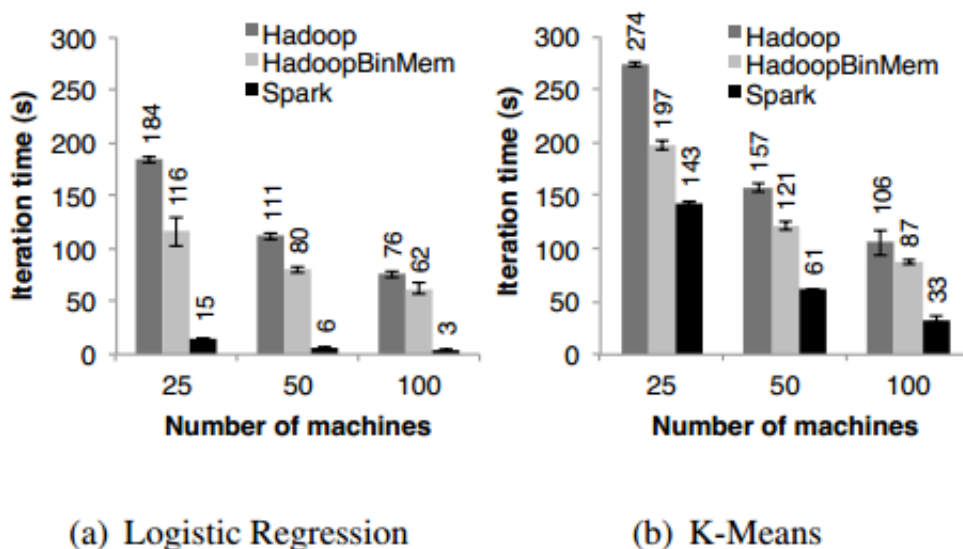 300
250
200
150
100
50
0
Iteration time (s)
Hadoop
HadoopBinMem
Spark
184
116
15
111
80
6
76
62
3
25 50 100
Number of machines
(a) Logistic Regression
300
250
200
150
100
50
0
Iteration time (s)
Hadoop
HadoopBinMem
Spark
274
197
143
157
121
61
106
87
33
25 50 100
Number of machines
(b) K-Means